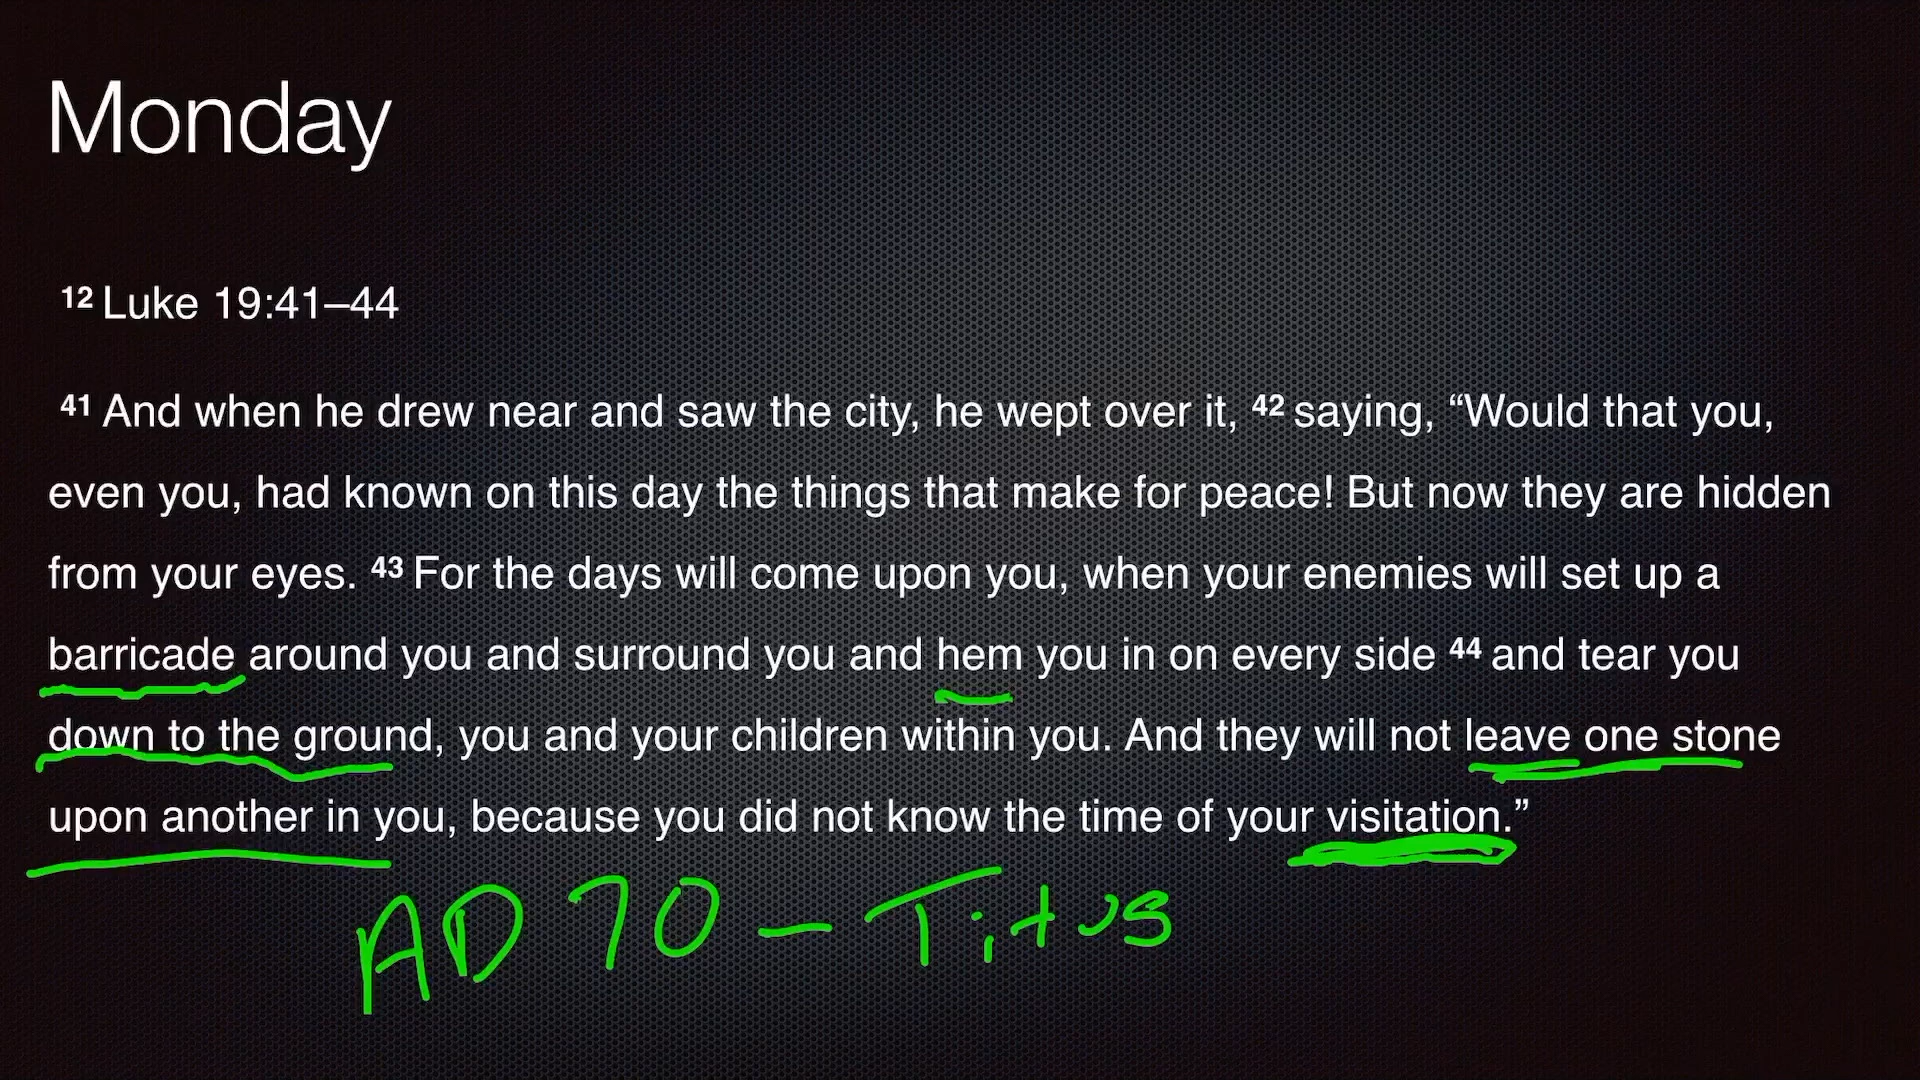 Monday
12 Luke 19:41–44
41 And when he drew near and saw the city, he wept over it, 42 saying, “Would that you,
even you, had known on this day the things that make for peace! But now they are hidden
from your eyes. 43 For the days will come upon you, when your enemies will set up a
barricade around you and surround you and hem you in on every side 44 and tear you
down to the ground, you and your children within you. And they will not leave one stone
upon another in you, because you did not know the time of your visitation.”
AD 70 – Titus